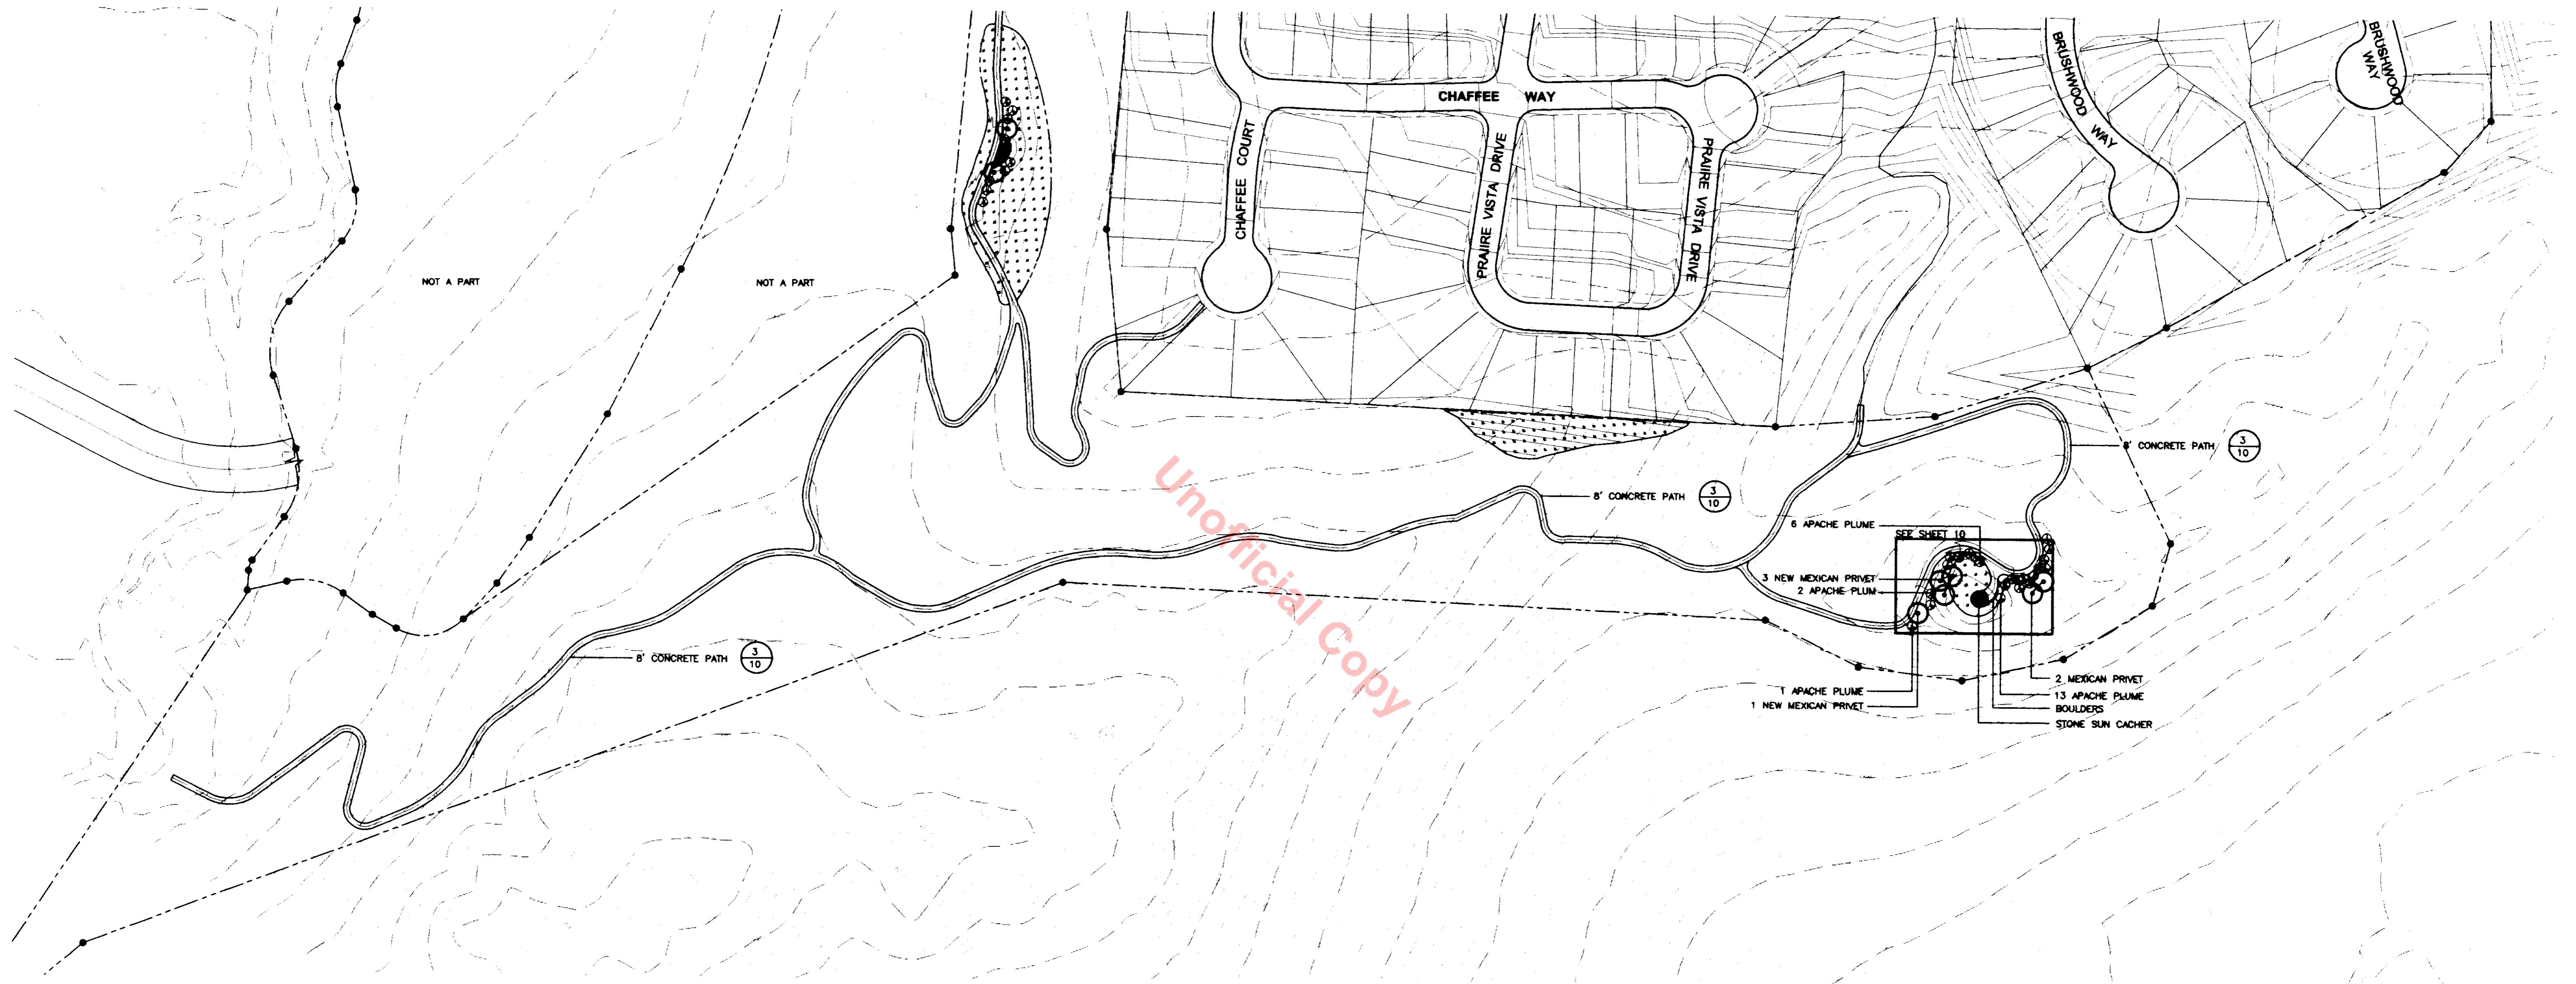 BRUSHWOOD
WAY
BRUSHWOOD
WAY
CHAFFEE WAY
CHAFFEE COURT
PRAIRE VISTA DRIVE
PRAIRE VISTA DRIVE
NOT A PART
NOT A PART
8' CONCRETE PATH
3
10
8' CONCRETE PATH
3
10
6 APACHE PLUME
SEE SHEET 10
3 NEW MEXICAN PRIVET
2 APACHE PLUM
8' CONCRETE PATH
3
10
1 APACHE PLUME
1 NEW MEXICAN PRIVET
2 MEXICAN PRIVET
13 APACHE PLUME
BOULDERS
STONE SUN CACHER
Unofficial Copy